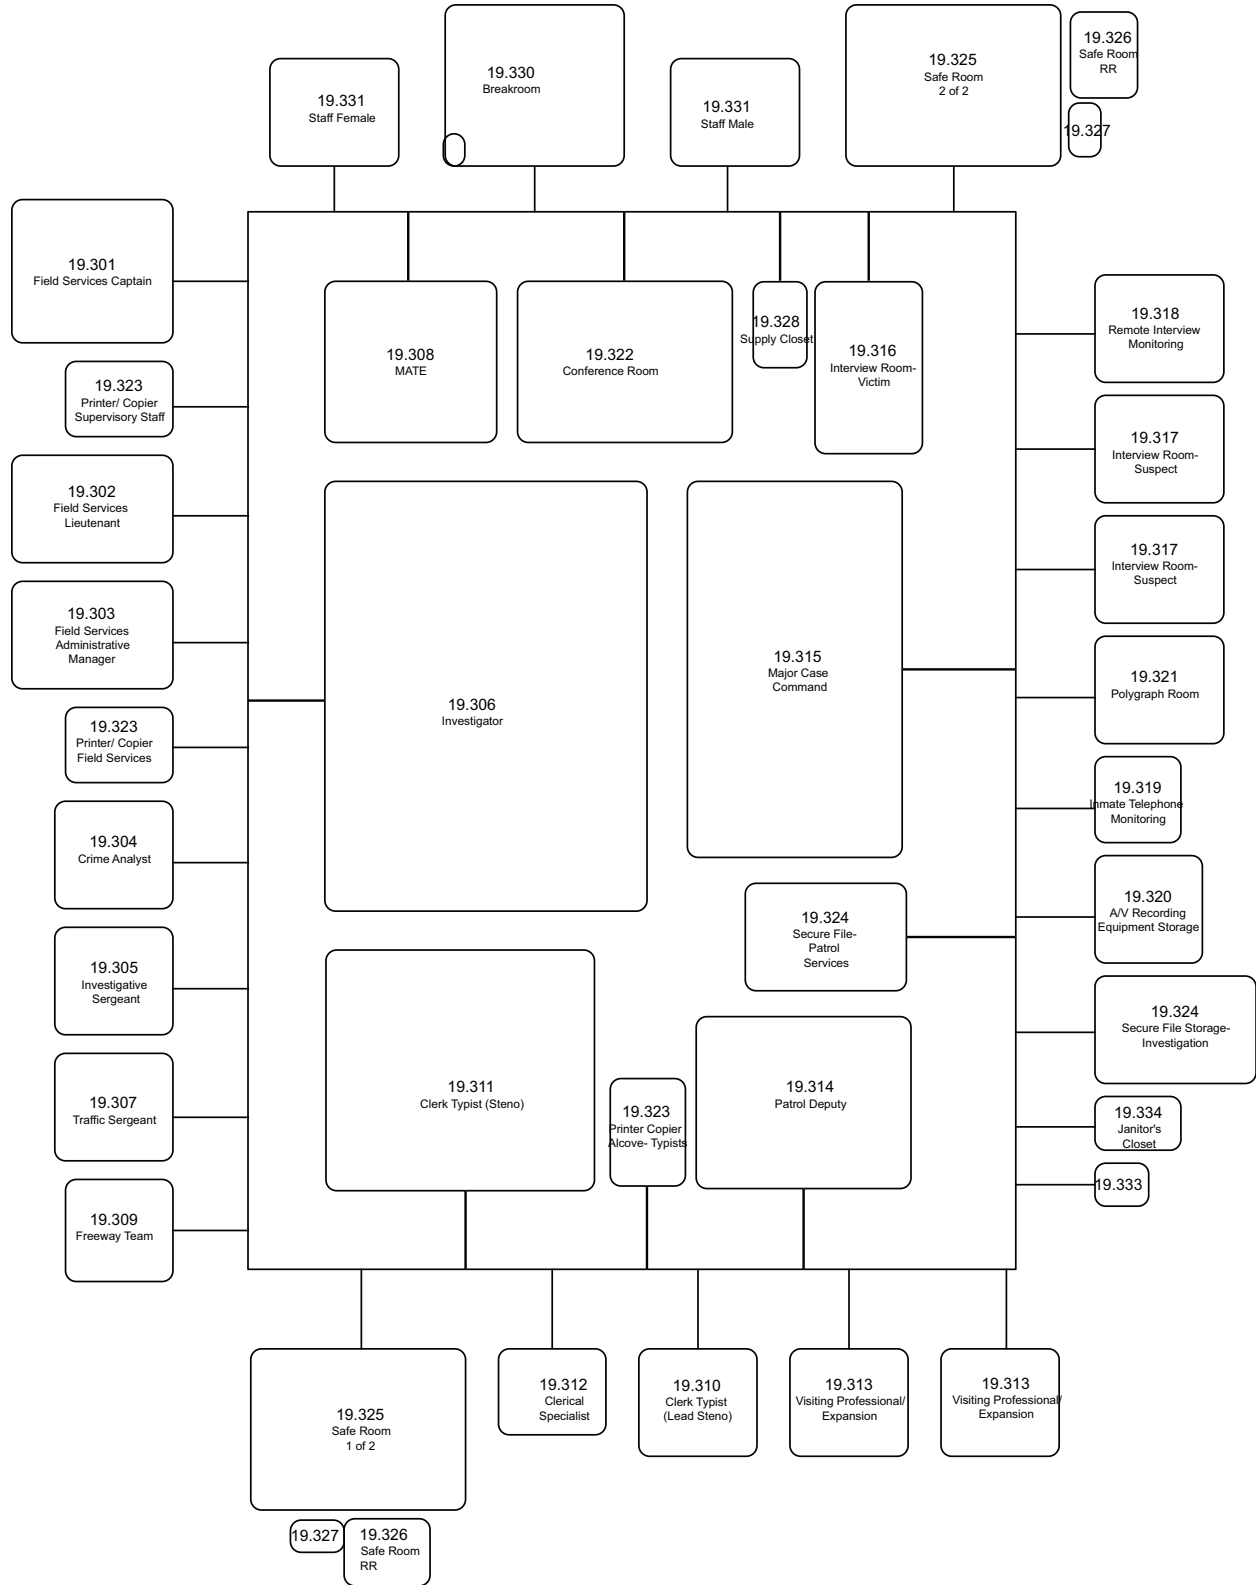 19.331
Staff Female
19.330
Breakroom
19.331
Staff Male
19.325
Safe Room
2 of 2
19.326
Safe Room
RR
19.327
19.301
Field Services Captain
19.323
Printer/ Copier
Supervisory Staff
19.302
Field Services
Lieutenant
19.303
Field Services
Administrative
Manager
19.323
Printer/ Copier
Field Services
19.304
Crime Analyst
19.305
Investigative
Sergeant
19.307
Traffic Sergeant
19.309
Freeway Team
19.308
MATE
19.322
Conference Room
19.328
Supply Closet
19.316
Interview Room-
Victim
19.306
Investigator
19.315
Major Case
Command
19.324
Secure File-
Patrol
Services
19.311
Clerk Typist (Steno)
19.323
Printer Copier
Alcove- Typists
19.314
Patrol Deputy
19.318
Remote Interview
Monitoring
19.317
Interview Room-
Suspect
19.317
Interview Room-
Suspect
19.321
Polygraph Room
19.319
Inmate Telephone
Monitoring
19.320
A/V Recording
Equipment Storage
19.324
Secure File Storage-
Investigation
19.334
Janitor's
Closet
19.333
19.325
Safe Room
1 of 2
19.327
19.326
Safe Room
RR
19.312
Clerical
Specialist
19.310
Clerk Typist
(Lead Steno)
19.313
Visiting Professional/
Expansion
19.313
Visiting Professional/
Expansion